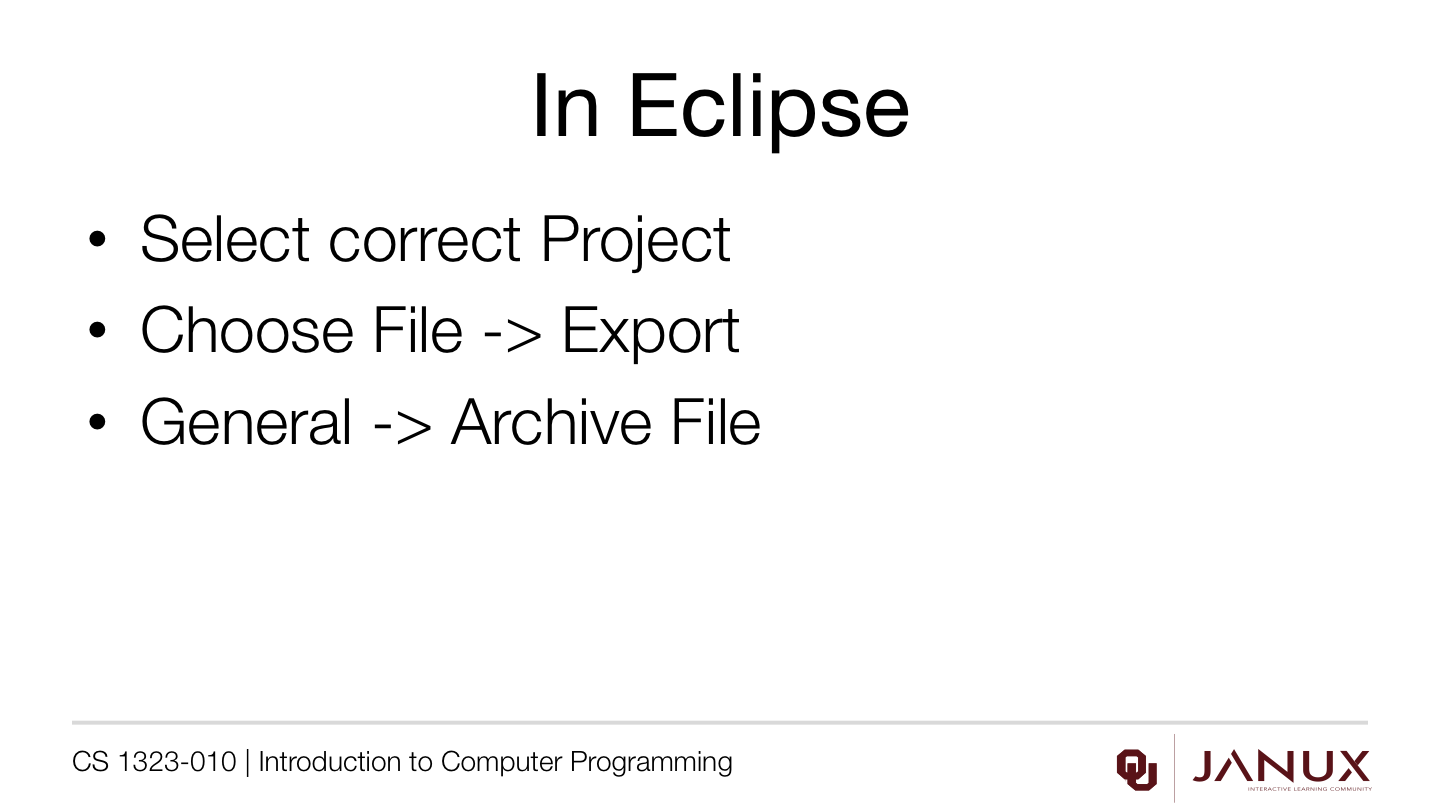 In Eclipse
• Select correct Project
• Choose File -> Export
• General -> Archive File
CS 1323-010 | Introduction to Computer Programming
OU
JANUX
INTERACTIVE LEARNING COMMUNITY